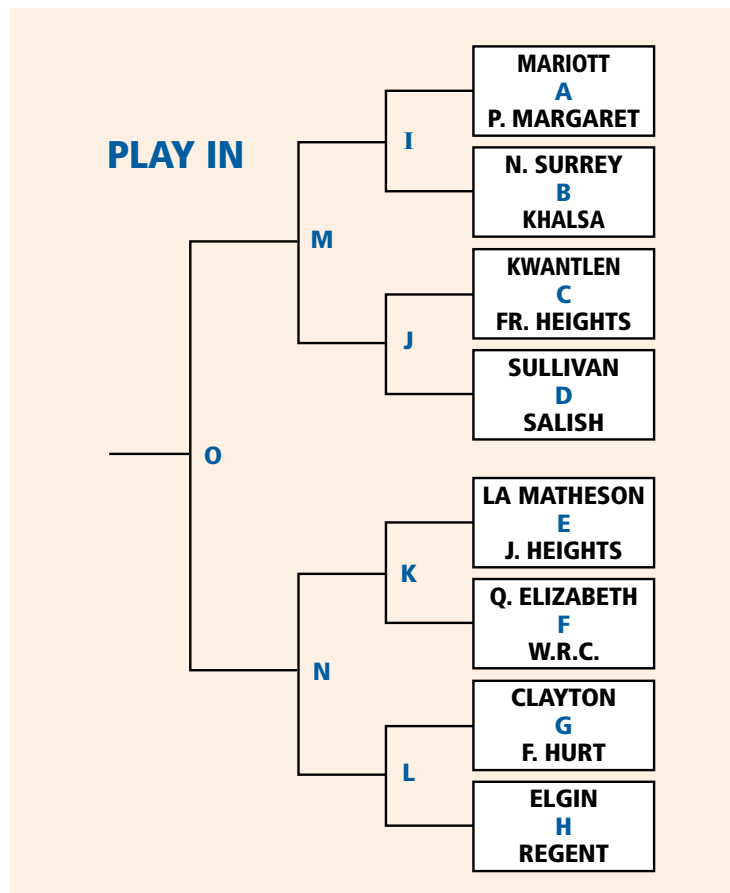 PLAY IN
MARIOTT
A
P. MARGARET
I
N. SURREY
B
KHALSA
M
KWANTLEN
C
FR. HEIGHTS
J
SULLIVAN
D
SALISH
O
LA MATHESON
E
J. HEIGHTS
K
Q. ELIZABETH
F
W.R.C.
N
CLAYTON
G
F. HURT
L
ELGIN
H
REGENT